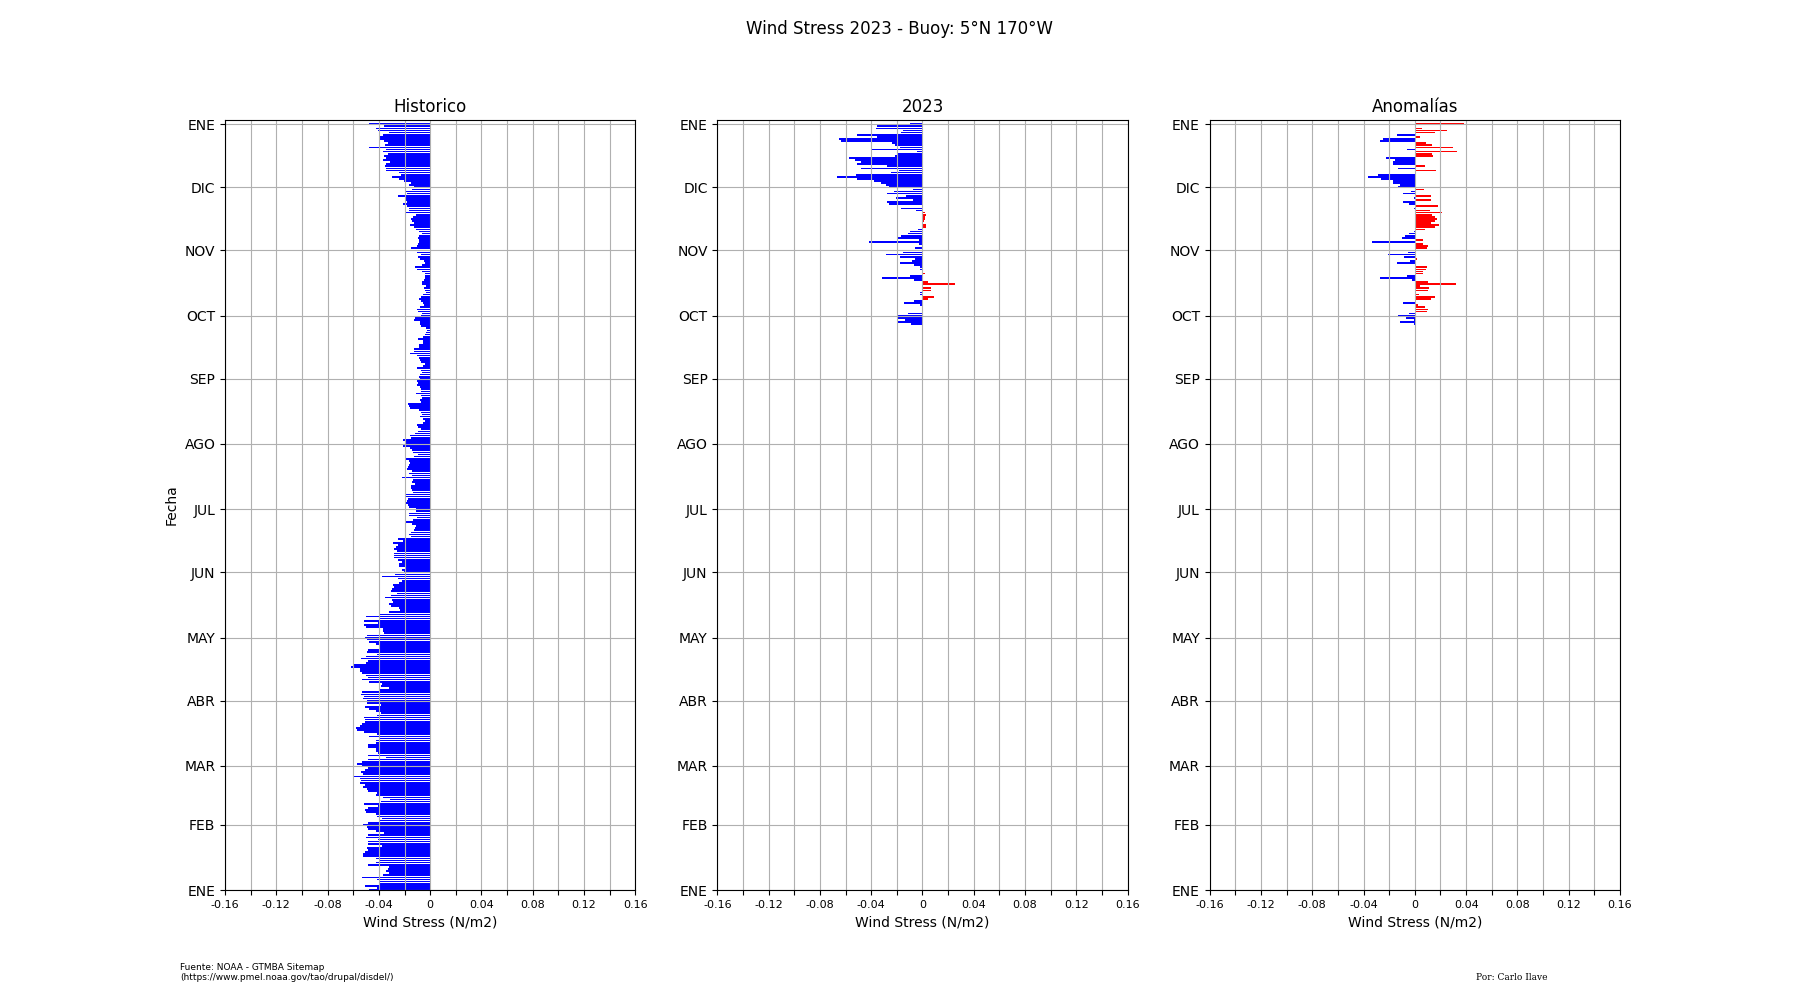 Wind Stress 2023 - Buoy: 5°N 170°W
Historico
2023
Anomalías
Fecha
ENE
DIC
NOV
OCT
SEP
AGO
JUL
JUN
MAY
ABR
MAR
FEB
ENE
-0.16 -0.12 -0.08 -0.04 0 0.04 0.08 0.12 0.16
Wind Stress (N/m2)
ENE
DIC
NOV
OCT
SEP
AGO
JUL
JUN
MAY
ABR
MAR
FEB
ENE
-0.16 -0.12 -0.08 -0.04 0 0.04 0.08 0.12 0.16
Wind Stress (N/m2)
ENE
DIC
NOV
OCT
SEP
AGO
JUL
JUN
MAY
ABR
MAR
FEB
ENE
-0.16 -0.12 -0.08 -0.04 0 0.04 0.08 0.12 0.16
Wind Stress (N/m2)
Fuente: NOAA - GTMBA Sitemap
(https://www.pmel.noaa.gov/tao/drupal/disdel/)
Por: Carlo Ilave